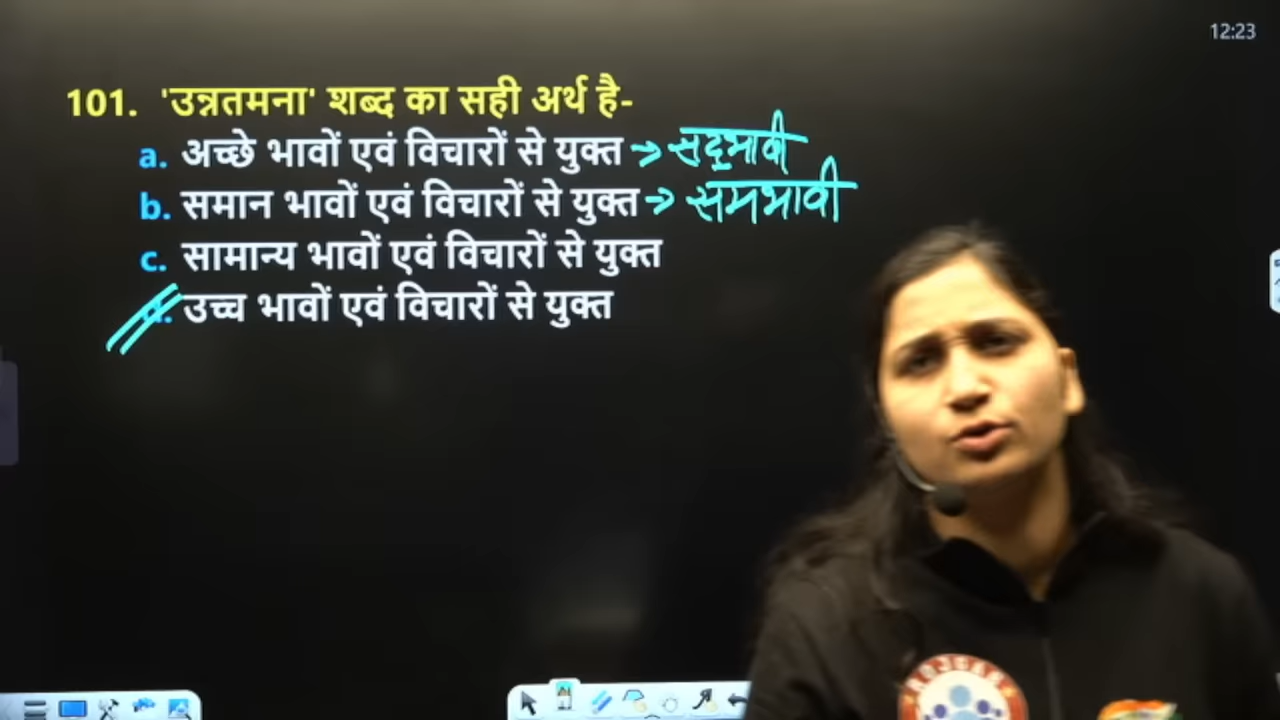 12:23
101. 'उन्नतमना' शब्द का सही अर्थ है-
a. अच्छे भावों एवं विचारों से युक्त → सद्भावी
b. समान भावों एवं विचारों से युक्त → समभावी
c. सामान्य भावों एवं विचारों से युक्त
d. उच्च भावों एवं विचारों से युक्त